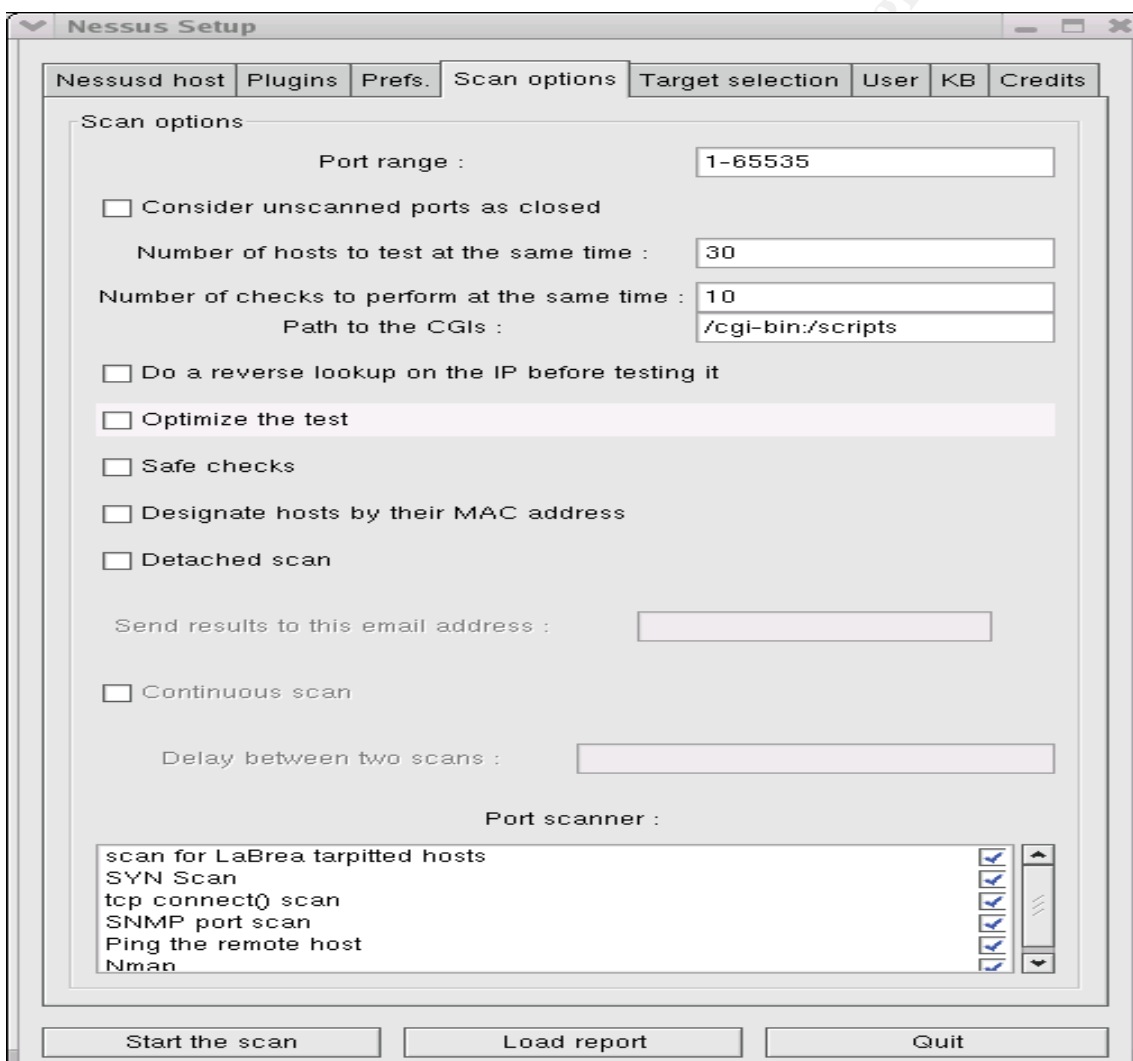 Nessus Setup
Nessusd host Plugins Prefs. Scan options Target selection User KB Credits
Scan options
Port range : 1-65535
Consider unscanned ports as closed
Number of hosts to test at the same time : 30
Number of checks to perform at the same time : 10
Path to the CGIs : /cgi-bin:/scripts
Do a reverse lookup on the IP before testing it
Optimize the test
Safe checks
Designate hosts by their MAC address
Detached scan
Send results to this email address :
Continuous scan
Delay between two scans :
Port scanner :
scan for LaBrea tarpitted hosts
SYN Scan
tcp connect() scan
SNMP port scan
Ping the remote host
Nmap
Start the scan Load report Quit